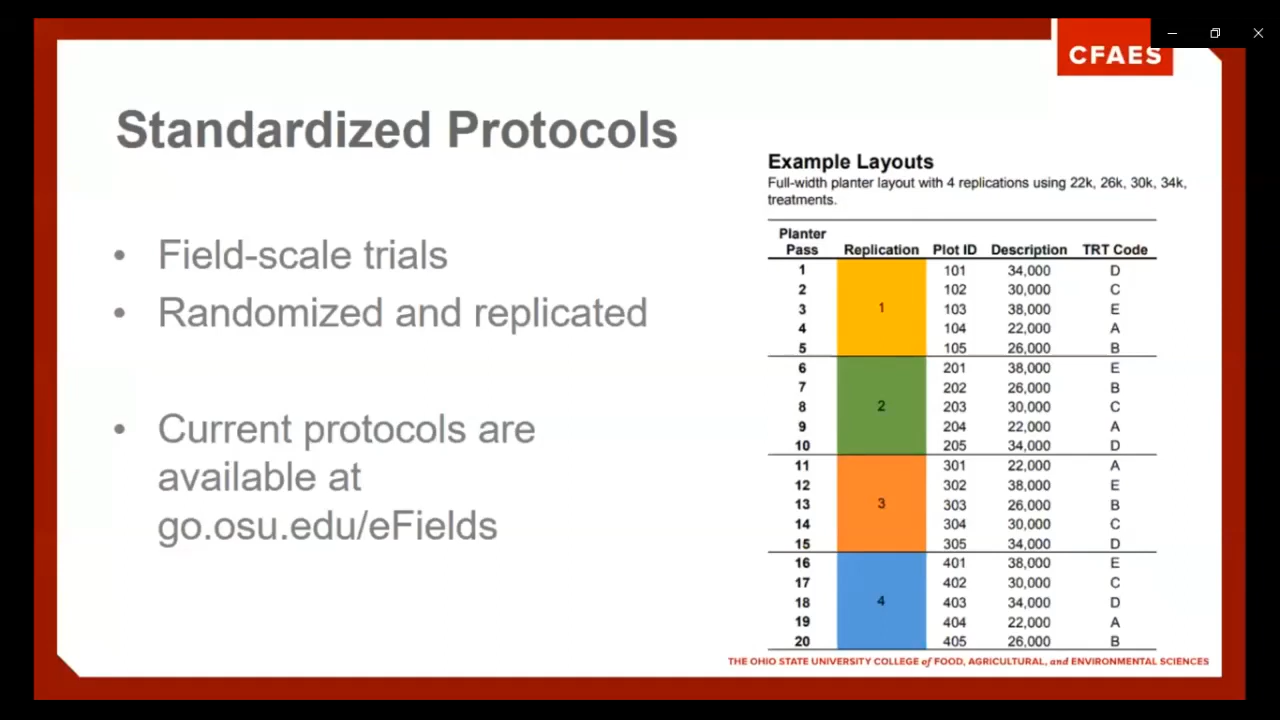 CFAES
Standardized Protocols
• Field-scale trials
• Randomized and replicated
• Current protocols are
available at
go.osu.edu/eFields
Example Layouts
Full-width planter layout with 4 replications using 22k, 26k, 30k, 34k,
treatments.
Planter
Pass Replication Plot ID Description TRT Code
1 101 34,000 D
2 102 30,000 C
3 1 103 38,000 E
4 104 22,000 A
5 105 26,000 B
6 201 38,000 E
7 202 26,000 B
8 2 203 30,000 C
9 204 22,000 A
10 205 34,000 D
11 301 22,000 A
12 302 38,000 E
13 3 303 26,000 B
14 304 30,000 C
15 305 34,000 D
16 401 38,000 E
17 402 30,000 C
18 4 403 34,000 D
19 404 22,000 A
20 405 26,000 B
THE OHIO STATE UNIVERSITY COLLEGE of FOOD, AGRICULTURAL, and ENVIRONMENTAL SCIENCES